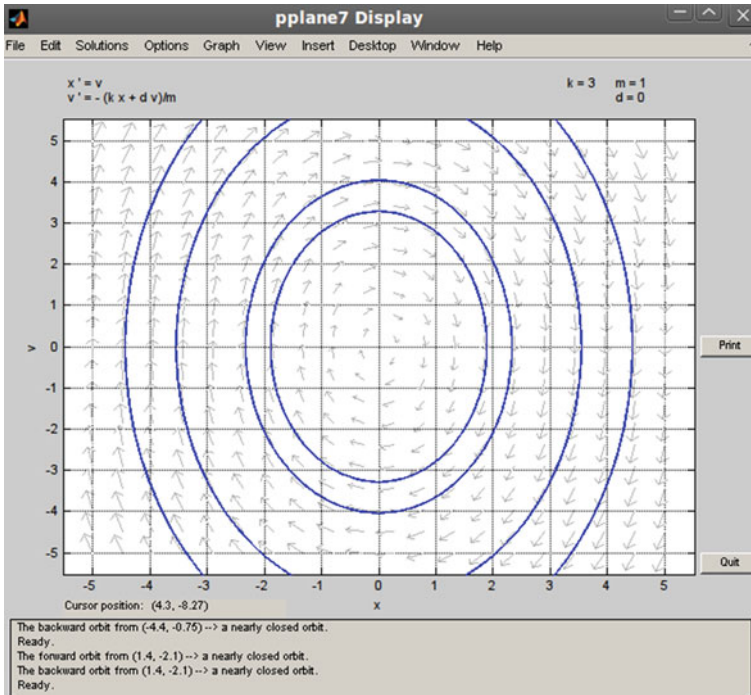 pplane7 Display
File Edit Solutions Options Graph View Insert Desktop Window Help
x ' = v
v ' = - (k x + d v)/m
k = 3 m = 1
d = 0
5
4
3
2
1
0
-1
-2
-3
-4
-5
v
-5 -4 -3 -2 -1 0 1 2 3 4 5
x
Print
Quit
Cursor position: (4.3, -8.27)
The backward orbit from (-4.4, -0.75) --> a nearly closed orbit.
Ready.
The forward orbit from (1.4, -2.1) --> a nearly closed orbit.
The backward orbit from (1.4, -2.1) --> a nearly closed orbit.
Ready.